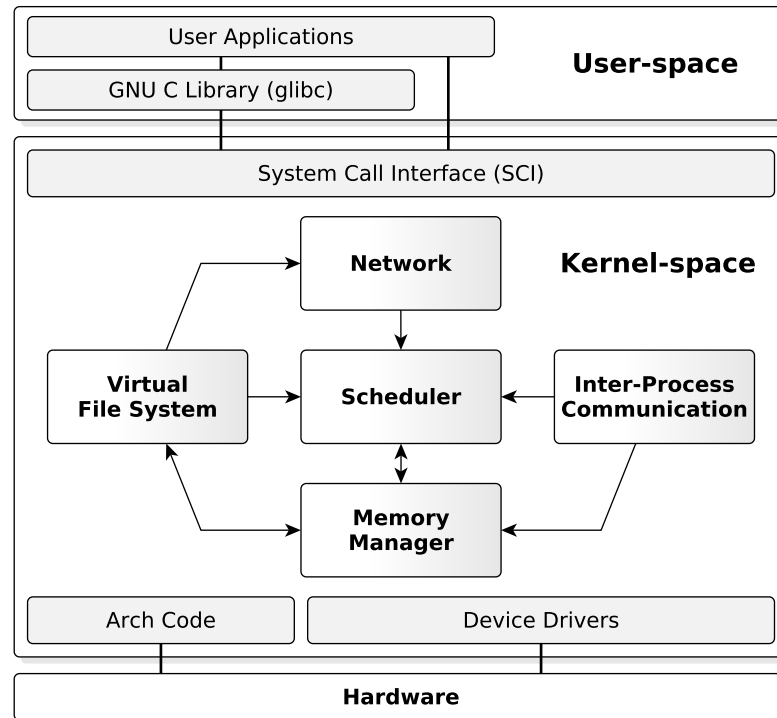 User Applications
User-space
GNU C Library (glibc)
System Call Interface (SCI)
Network
Kernel-space
Virtual
File System
Scheduler
Inter-Process
Communication
Memory
Manager
Arch Code
Device Drivers
Hardware